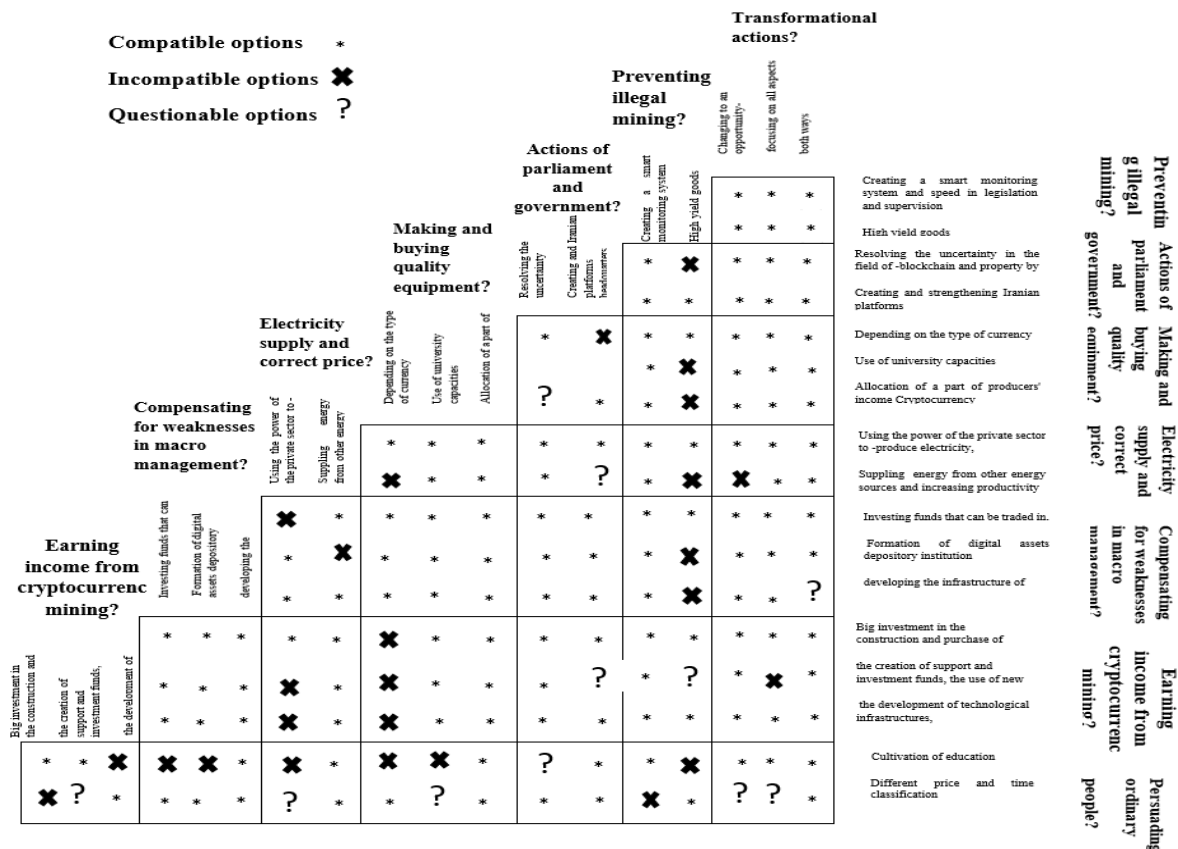 Transformational
actions?
Compatible options *
Incompatible options ✖
Questionable options ?
Preventing
illegal
mining?
Changing to an
opportunity-
focusing on all aspects
both ways
Actions of
parliament
and
government?
Creating a smart
monitoring system
High yield goods
Making and
buying
quality
equipment?
Resolving the
uncertainty
Creating and Iranian
platforms
headquarters
Electricity
supply and
correct price?
Depending on the type
of currency
Use of university
capacities
Allocation of a part of
Compensating
for weaknesses
in macro
management?
Using the power of
the private sector to -
Suppling energy
from other energy
Earning
income from
cryptocurrenc
mining?
Investing funds that can
Formation of digital
assets depository
developing the
Big investment in
the construction and
the creation of
support and
investment funds,
the development of
* * *
Creating a smart monitoring
system and speed in legislation
and supervision
* * *
High yield goods
* ✖ * * *
Resolving the uncertainty in the
field of -blockchain and property by
* * * * *
Creating and strengthening Iranian
platforms
* ✖ * * * * *
Depending on the type of currency
* ✖ * * *
Use of university capacities
? * * ✖ * * *
Allocation of a part of producers'
income Cryptocurrency
* * * * * * * * * *
Using the power of the private sector
to -produce electricity,
✖ * * * ? * ✖ ✖ * *
Suppling energy from other energy
sources and increasing productivity
✖ * * * * * * * * * * *
Investing funds that can be traded in.
* ✖ * * * * * * ✖ * * *
Formation of digital assets
depository institution
* * * * * * * * ✖ * * ?
developing the infrastructure of
* * * * * ✖ * * * * * * * * *
Big investment in the
construction and purchase of
* * * ✖ * ✖ * * * ? * ? * ✖ *
the creation of support and
investment funds, the use of new
* * * ✖ * ✖ * * * * * * * * *
the development of technological
infrastructures,
* * ✖ ✖ ✖ * ✖ * ✖ ✖ * ? * * ✖ * * *
Cultivation of education
✖ ? * * * * ? * * ? * * * ✖ * ? ? *
Different price and time
classification
Preventin
g illegal
mining?
Actions of
parliament
and
government?
Making and
buying
quality
equipment?
Electricity
supply and
correct
price?
Compensating
for weaknesses
in macro
management?
Earning
income from
cryptocurrenc
mining?
Persuading
ordinary
people?